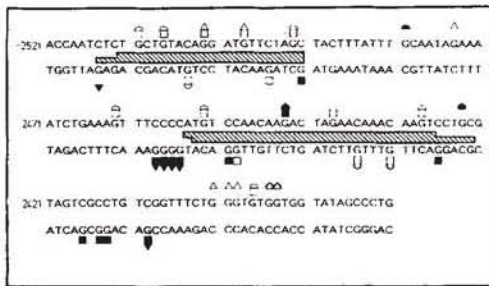 -2521 ACCAATCTCT GCTGTACAGG ATGTTCTAGC TACTTTATTT GCAATAGAAA
TGGTTAGAGA CGACATGTCC TACAAGATCG ATGAAATAAA CGTTATCTTT
2471 ATCTGAAAGT TTCCCCATGT CCAACAAGAC TAGAACAAAC AAGTCCTGCG
TAGACTTTCA AAGGGGTACA GGTTGTTCTG ATCTTGTTTG TTCAGGACGC
2421 TAGTCGCCTG TCGGTTTCTG GGTGTGGTGG TATAGCCCTG
ATCAGCGGAC AGCCAAAGAC CCACACCACC ATATCGGGAC